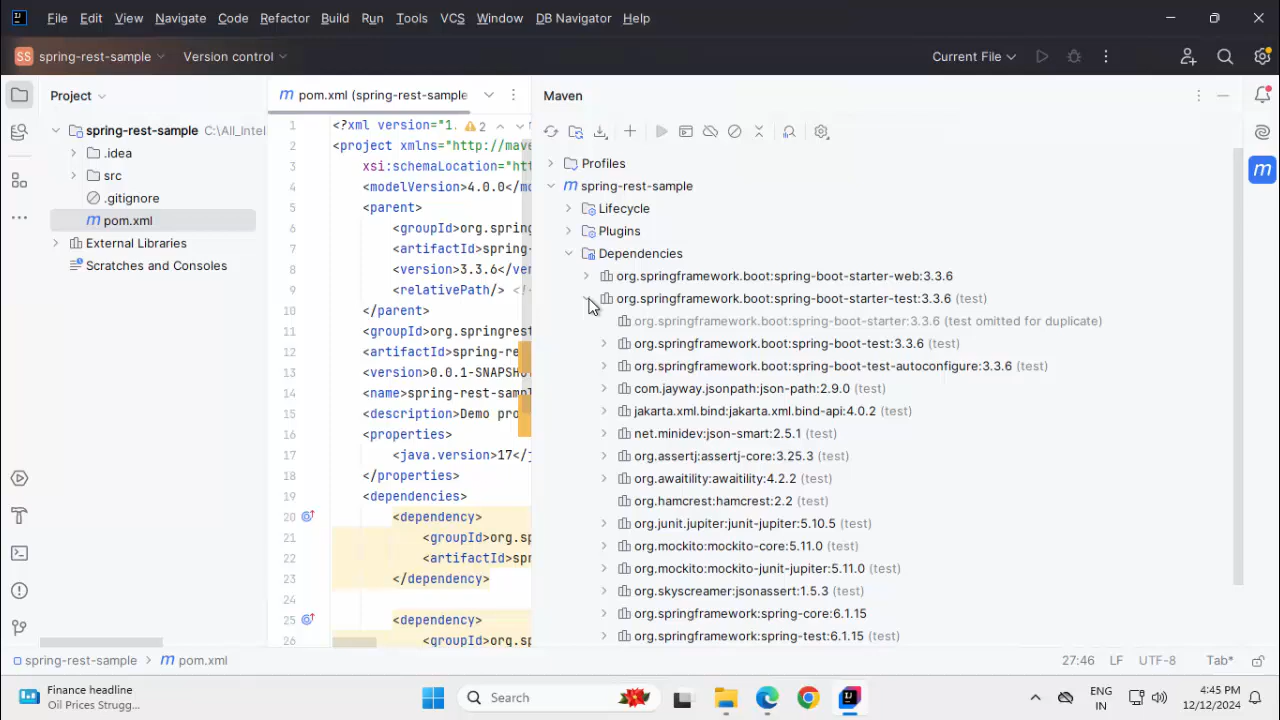 File Edit View Navigate Code Refactor Build Run Tools VCS Window DB Navigator Help
SS spring-rest-sample Version control Current File
Project
pom.xml (spring-rest-sample
Maven
spring-rest-sample C:\All_Intel
.idea
src
.gitignore
pom.xml
External Libraries
Scratches and Consoles
1 <?xml version="1. 2
2 <project xmlns="http://mave
3 xsi:schemaLocation="htt
4 <modelVersion>4.0.0</mo
5 <parent>
6 <groupId>org.spring
7 <artifactId>spring-
8 <version>3.3.6</ver
9 <relativePath/> <!-
10 </parent>
11 <groupId>org.springrest
12 <artifactId>spring-re
13 <version>0.0.1-SNAPSHO
14 <name>spring-rest-samp
15 <description>Demo pro
16 <properties>
17 <java.version>17</j
18 </properties>
19 <dependencies>
20 <dependency>
21 <groupId>org.sp
22 <artifactId>spr
23 </dependency>
24
25 <dependency>
26 <groupId>org.sp
Profiles
m spring-rest-sample
Lifecycle
Plugins
Dependencies
org.springframework.boot:spring-boot-starter-web:3.3.6
org.springframework.boot:spring-boot-starter-test:3.3.6 (test)
org.springframework.boot:spring-boot-starter:3.3.6 (test omitted for duplicate)
org.springframework.boot:spring-boot-test:3.3.6 (test)
org.springframework.boot:spring-boot-test-autoconfigure:3.3.6 (test)
com.jayway.jsonpath:json-path:2.9.0 (test)
jakarta.xml.bind:jakarta.xml.bind-api:4.0.2 (test)
net.minidev:json-smart:2.5.1 (test)
org.assertj:assertj-core:3.25.3 (test)
org.awaitility:awaitility:4.2.2 (test)
org.hamcrest:hamcrest:2.2 (test)
org.junit.jupiter:junit-jupiter:5.10.5 (test)
org.mockito:mockito-core:5.11.0 (test)
org.mockito:mockito-junit-jupiter:5.11.0 (test)
org.skyscreamer:jsonassert:1.5.3 (test)
org.springframework:spring-core:6.1.15
org.springframework:spring-test:6.1.15 (test)
spring-rest-sample > m pom.xml 27:46 LF UTF-8 Tab*
Finance headline
Oil Prices Strugg...
Search
ENG
IN
4:45 PM
12/12/2024